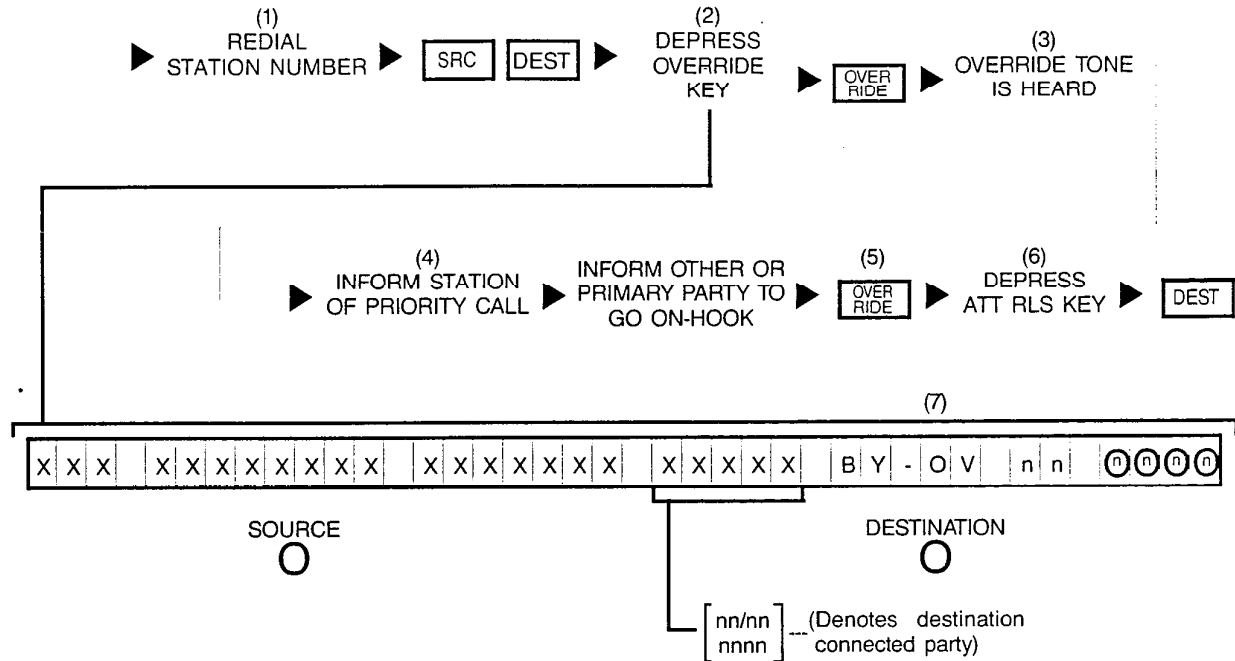 (1)
REDIAL
STATION NUMBER
SRC
DEST
(2)
DEPRESS
OVERRIDE
KEY
OVER
RIDE
(3)
OVERRIDE TONE
IS HEARD
(4)
INFORM STATION
OF PRIORITY CALL
INFORM OTHER OR
PRIMARY PARTY TO
GO ON-HOOK
(5)
OVER
RIDE
(6)
DEPRESS
ATT RLS KEY
DEST
(7)
X X X X X X X X X X X X X X X X X X X X X X X X B Y - O V n n n n n n
SOURCE
DESTINATION
nn/nn
nnnn
---(Denotes destination
connected party)